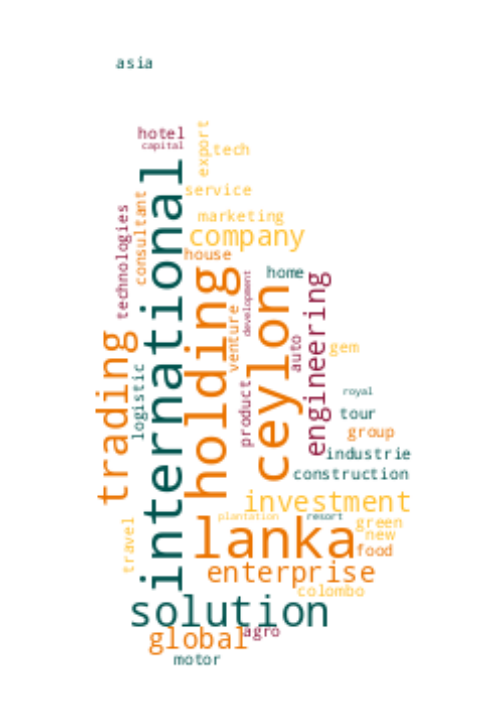 asia
hotel
capital
export
tech
service
consultant
technologies
international
marketing
company
house
holding
development
home
ceylon
engineering
venture
auto
gem
trading
logistic
product
royal
tour
group
industrie
construction
investment
plantation
resort
green
travel
lanka
new
food
enterprise
colombo
solution
global
agro
motor